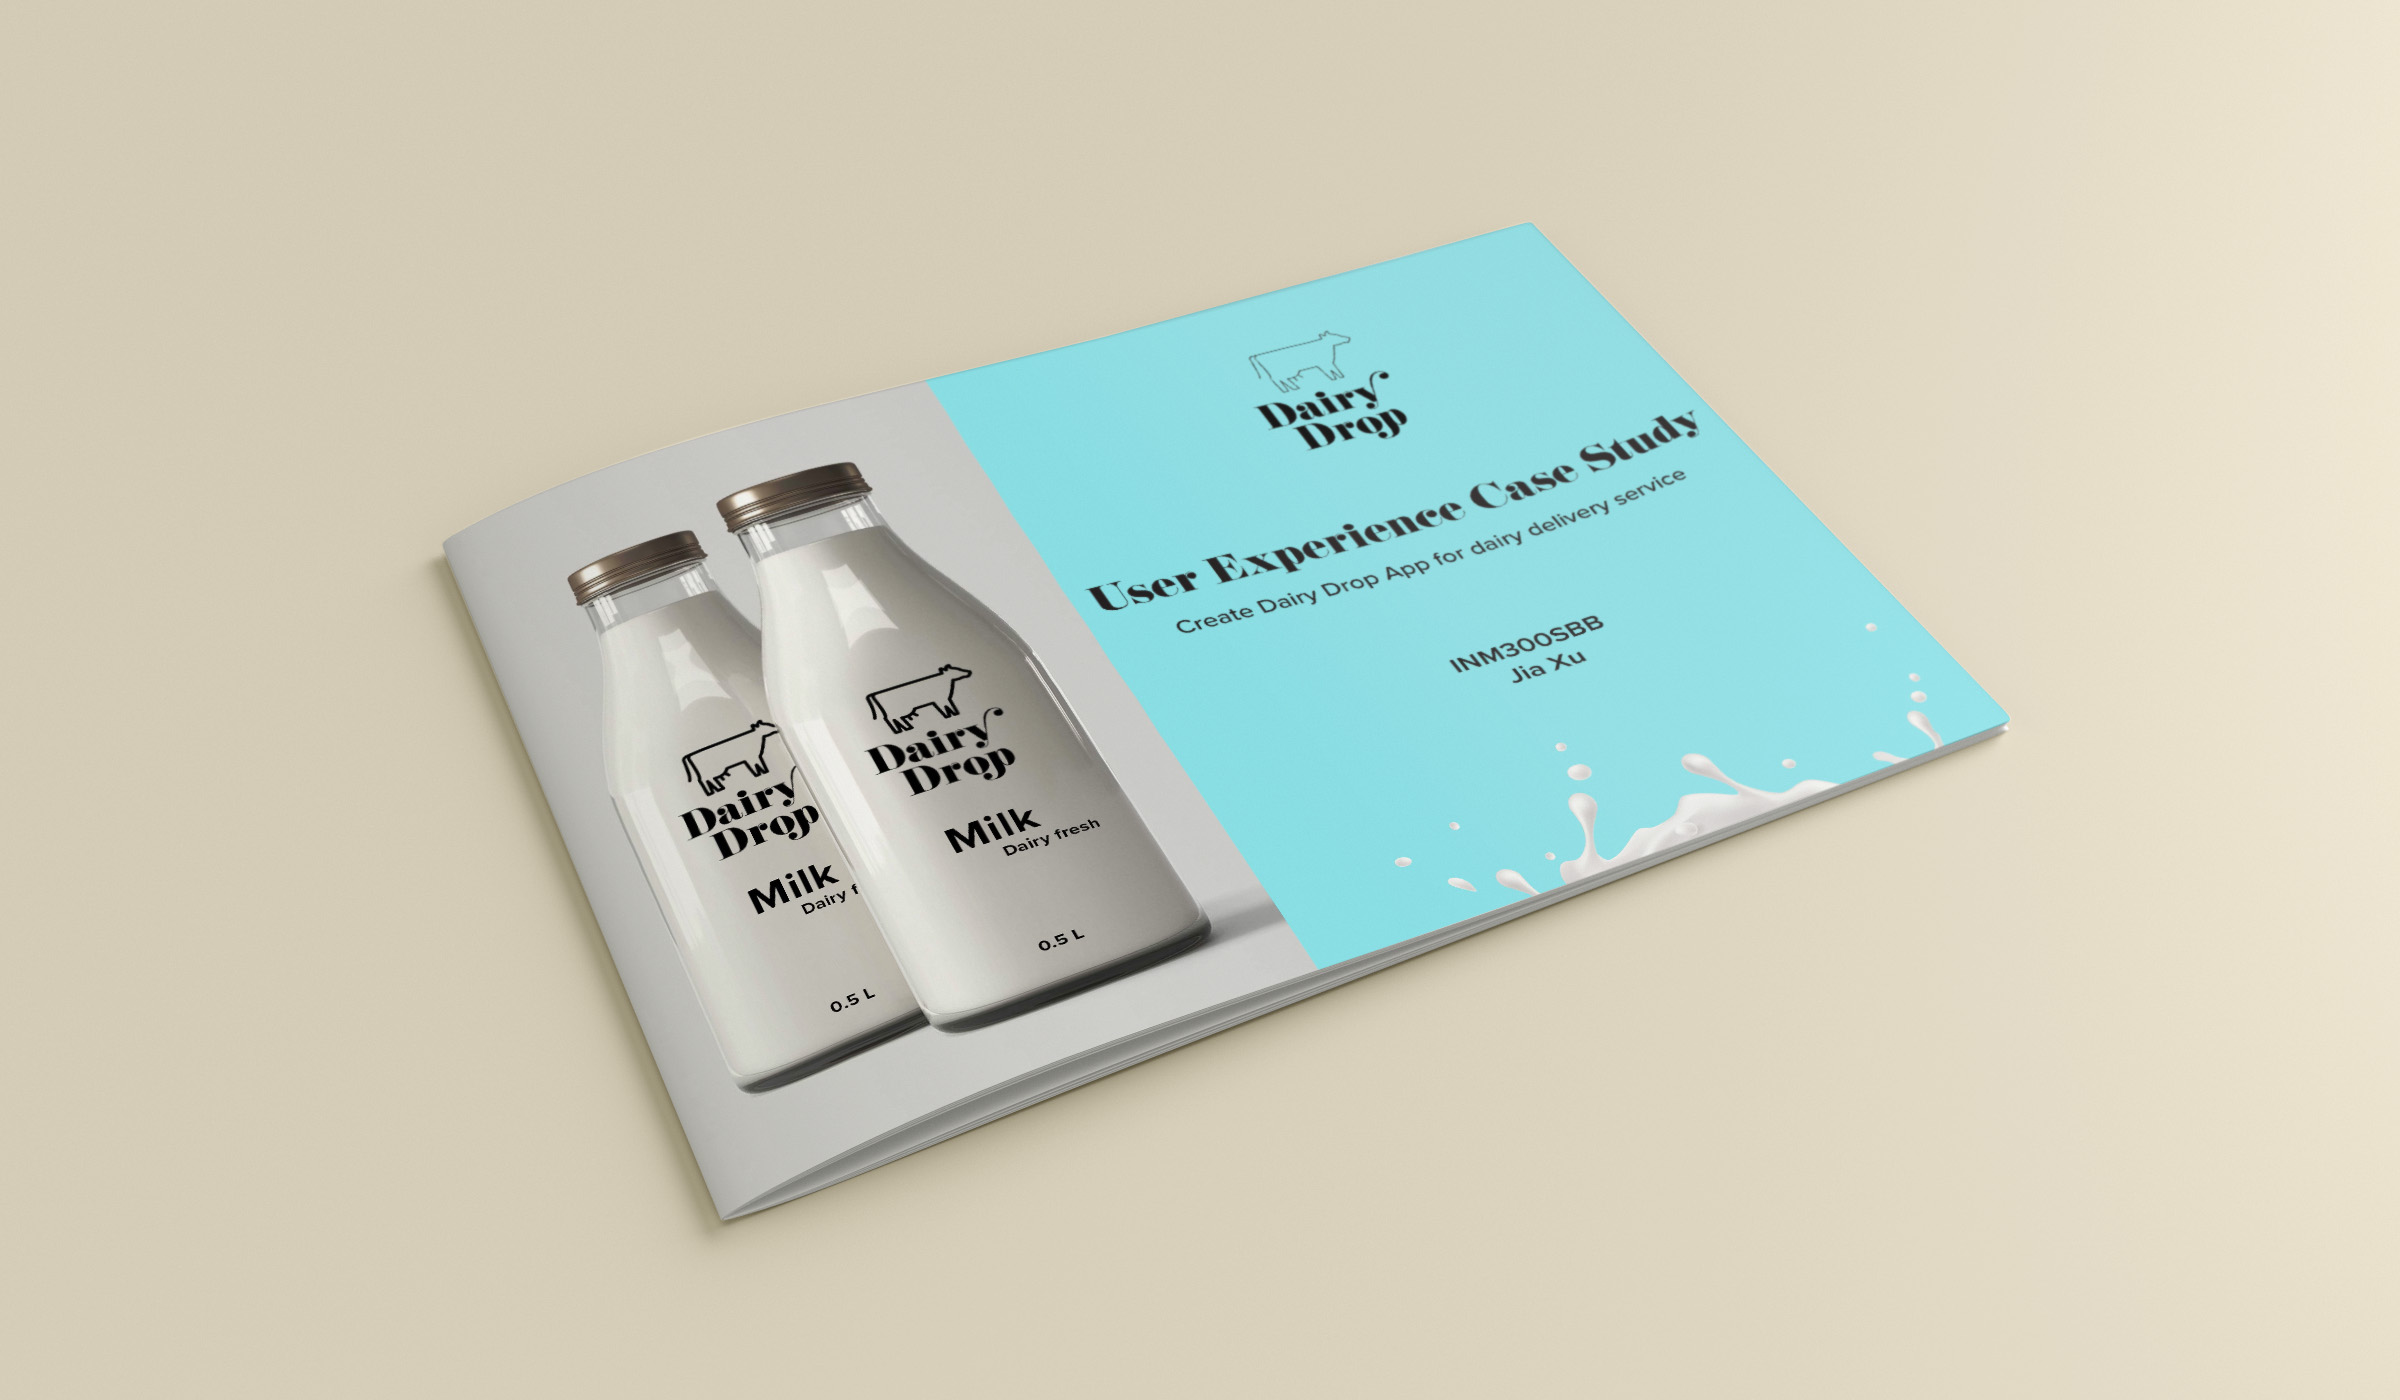 Dairy
Drop
User Experience Case Study
Create Dairy Drop App for dairy delivery service
INM300SBB
Jia Xu
Dairy
Drop
Milk
Dairy f
0.5 L
Dairy
Drop
Milk
Dairy fresh
0.5 L